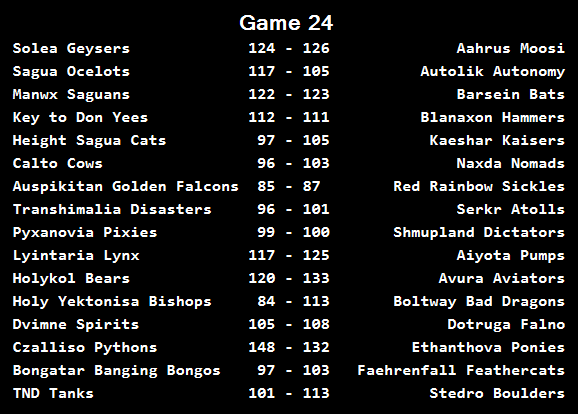 Game 24
Solea Geysers 124 - 126 Aahrus Moosi
Sagua Ocelots 117 - 105 Autolik Autonomy
Manwx Saguans 122 - 123 Barsein Bats
Key to Don Yees 112 - 111 Blanaxon Hammers
Height Sagua Cats 97 - 105 Kaeshar Kaisers
Calto Cows 96 - 103 Naxda Nomads
Auspikitan Golden Falcons 85 - 87 Red Rainbow Sickles
Transhimalia Disasters 96 - 101 Serkr Atolls
Pyxanovia Pixies 99 - 100 Shmupland Dictators
Lyintaria Lynx 117 - 125 Aiyota Pumps
Holykol Bears 120 - 133 Avura Aviators
Holy Yektonisa Bishops 84 - 113 Boltway Bad Dragons
Dvimne Spirits 105 - 108 Dotruga Falno
Czalliso Pythons 148 - 132 Ethanthova Ponies
Bongatar Banging Bongos 97 - 103 Faehrenfall Feathercats
TND Tanks 101 - 113 Stedro Boulders